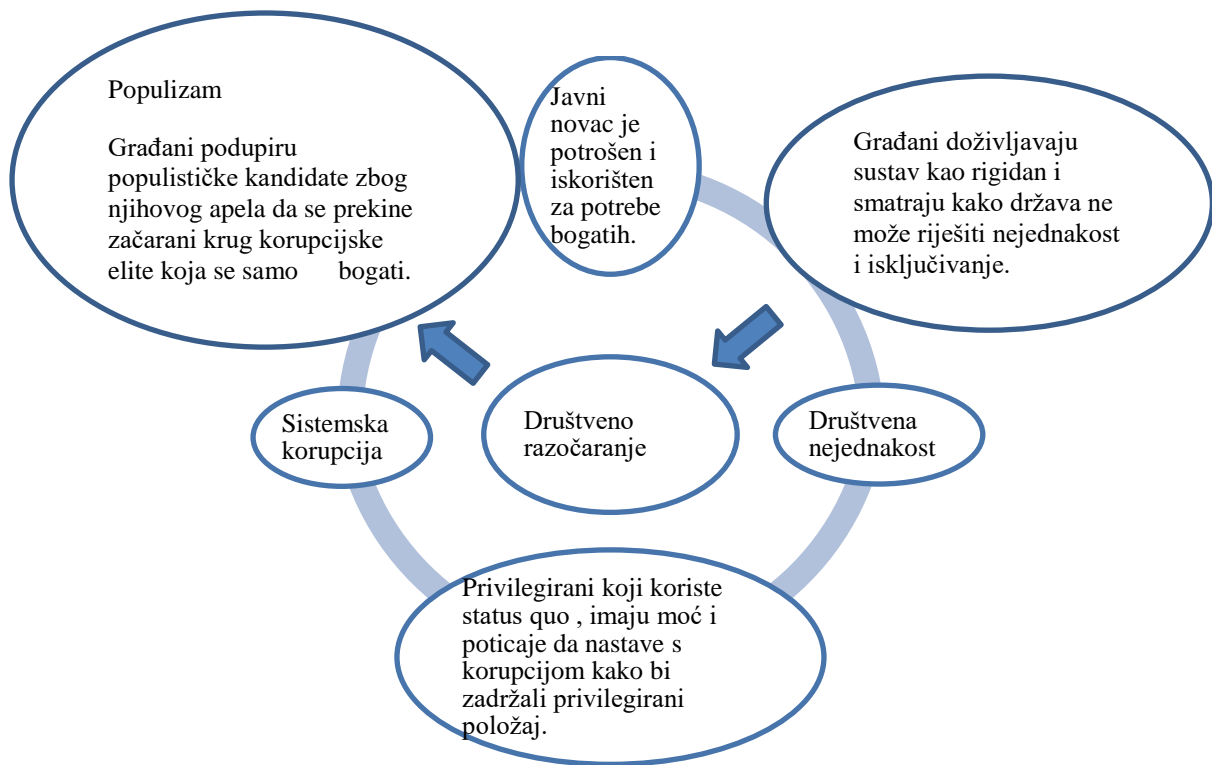 Populizam
Građani podupiru
populističke kandidate zbog
njihovog apela da se prekine
začarani krug korupcijske
elite koja se samo bogati.
Javni
novac je
potrošen i
iskorišten
za potrebe
bogatih.
Građani doživljavaju
sustav kao rigidan i
smatraju kako država ne
može riješiti nejednakost
i isključivanje.
Sistemska
korupcija
Društveno
razočaranje
Društvena
nejednakost
Privilegirani koji koriste
status quo , imaju moć i
poticaje da nastave s
korupcijom kako bi
zadržali privilegirani
položaj.